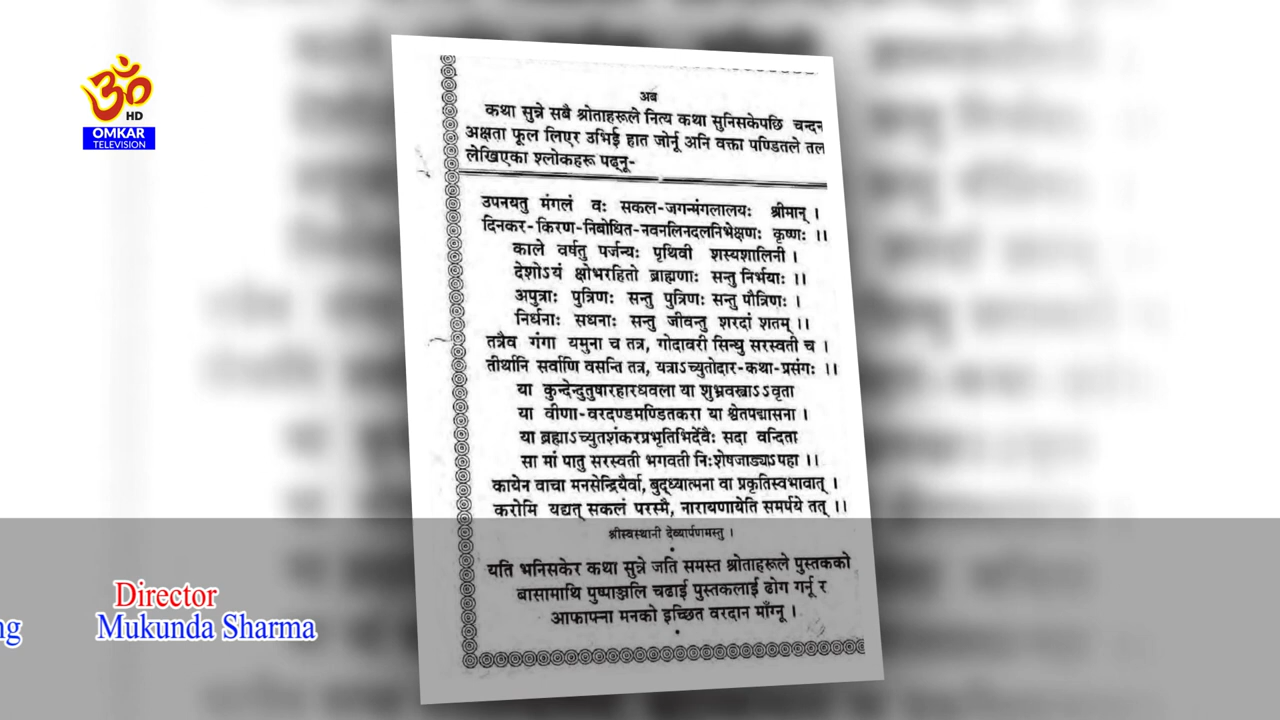 ॐ
HD
OMKAR
TELEVISION
अब
कथा सुन्ने सबै श्रोताहरूले नित्य कथा सुनिसकेपछि चन्दन
अक्षता फूल लिएर उभिई हात जोर्नू अनि वक्ता पण्डितले तल
लेखिएका श्लोकहरू पढ्नू-
उपनयतु मंगलं वः सकल-जगन्मंगलालयः श्रीमान् ।
दिनकर-किरण-निबोधित-नवनलिनदलनिभेक्षणः कृष्णः ।।
काले वर्षतु पर्जन्यः पृथिवी शस्यशालिनी ।
देशोऽयं क्षोभरहितो ब्राह्मणाः सन्तु निर्भयाः ।।
अपुत्राः पुत्रिणः सन्तु पुत्रिणः सन्तु पौत्रिणः ।
निर्धनाः सधनाः सन्तु जीवन्तु शरदां शतम् ।।
तत्रैव गंगा यमुना च तत्र, गोदावरी सिन्धु सरस्वती च ।
तीर्थानि सर्वाणि वसन्ति तत्र, यत्राऽच्युतोदार-कथा-प्रसंगः ।।
या कुन्देन्दुतुषारहारधवला या शुभ्रवस्त्राऽऽवृता
या वीणा-वरदण्डमण्डितकरा या श्वेतपद्मासना ।
या ब्रह्माऽच्युतशंकरप्रभृतिभिर्देवैः सदा वन्दिता
सा मां पातु सरस्वती भगवती निःशेषजाड्याऽपहा ।।
कायेन वाचा मनसेन्द्रियैर्वा, बुद्ध्यात्मना वा प्रकृतिस्वभावात् ।
करोमि यद्यत् सकलं परस्मै, नारायणायेति समर्पये तत् ।।
श्रीस्वस्थानी देव्यार्पणमस्तु ।
यति भनिसकेर कथा सुन्ने जति समस्त श्रोताहरूले पुस्तकको
बासामाथि पुष्पाञ्जलि चढाई पुस्तकलाई ढोग गर्नू र
आफाफ्ना मनको इच्छित वरदान माँग्नू ।
Director
ng Mukunda Sharma